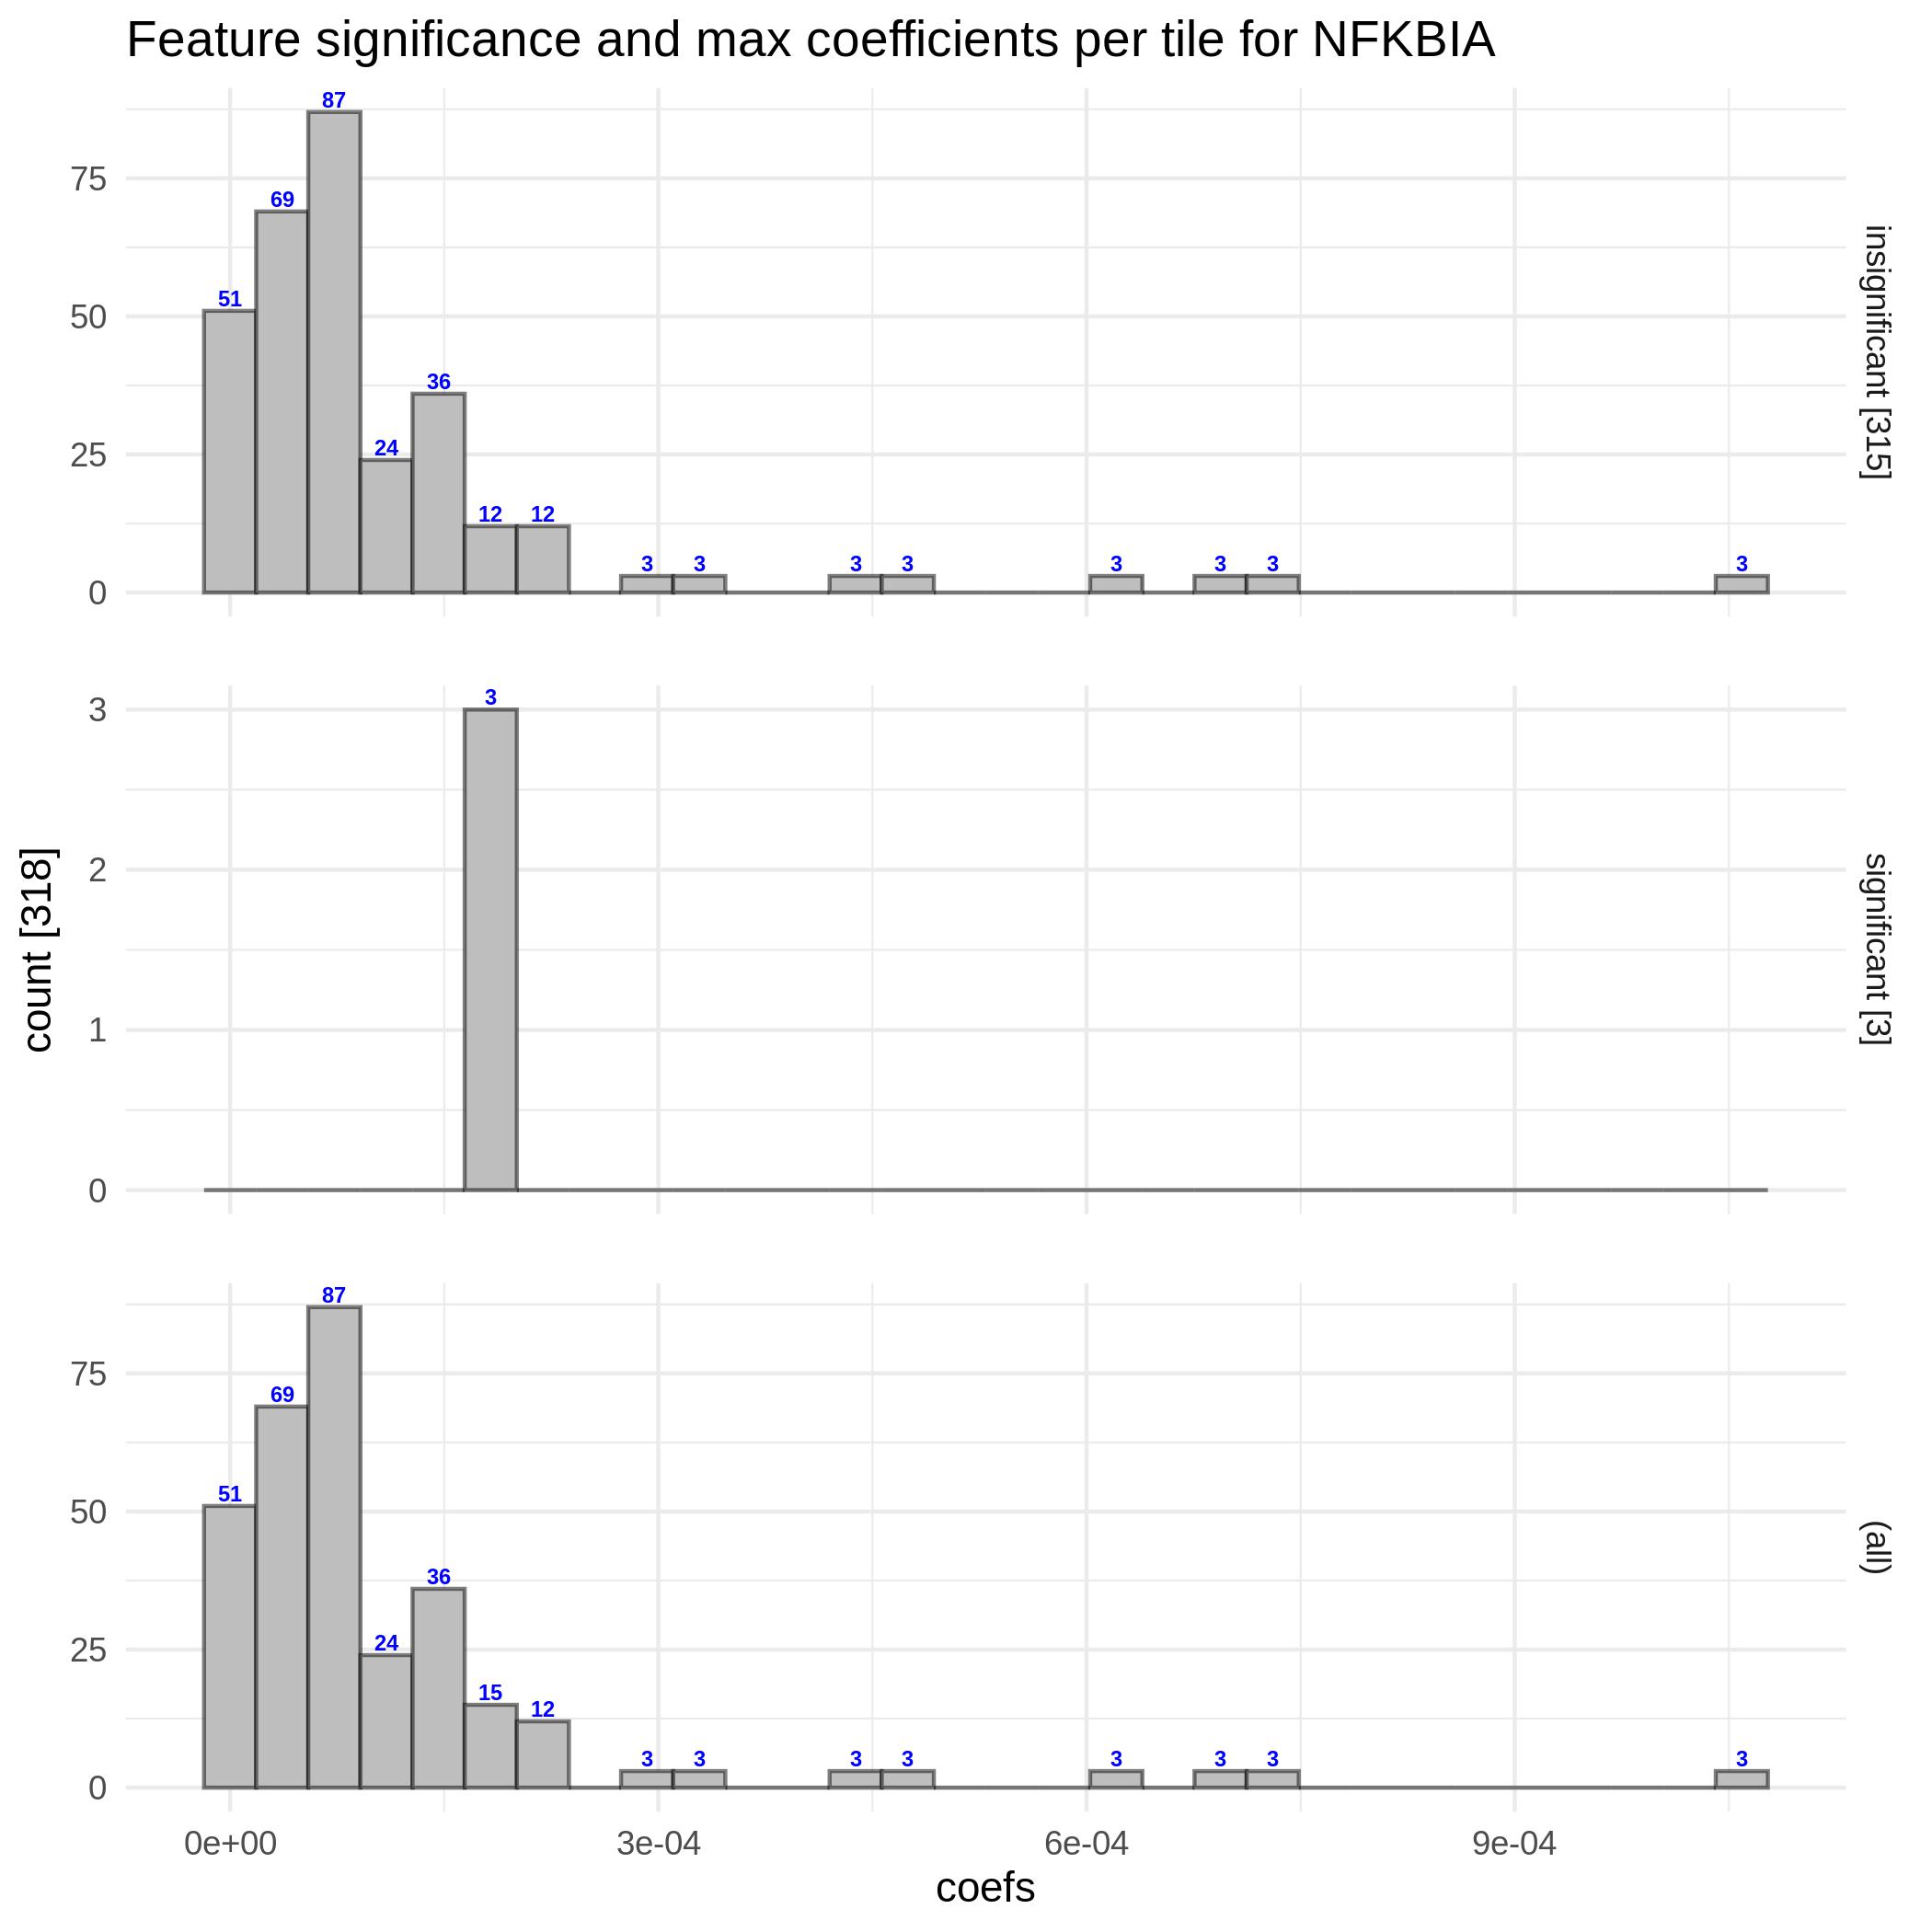 Feature significance and max coefficients per tile for NFKBIA
87
75
69
51
50
36
25
24
12 12
3 3 3 3 3 3 3 3
0
insignificant [315]
3
3
2
1
0
significant [3]
count [318]
87
75
69
51
50
36
25
24
15
12
3 3 3 3 3 3 3 3
0
(all)
0e+00 3e-04 6e-04 9e-04
coefs